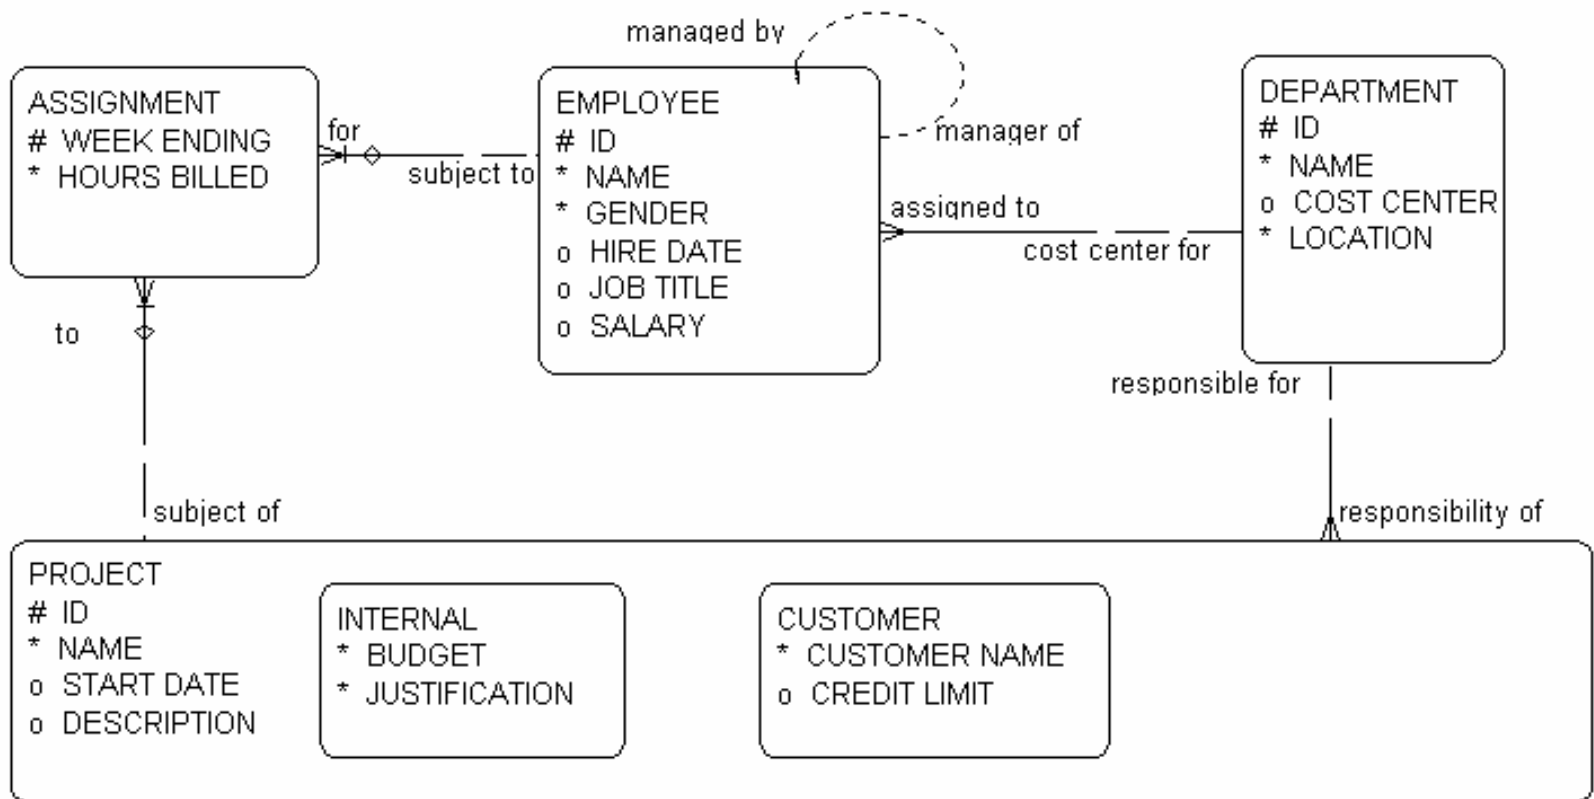 managed by
ASSIGNMENT
# WEEK ENDING
* HOURS BILLED
for
subject to
EMPLOYEE
# ID
* NAME
* GENDER
o HIRE DATE
o JOB TITLE
o SALARY
manager of
assigned to
cost center for
DEPARTMENT
# ID
* NAME
o COST CENTER
* LOCATION
to
responsible for
subject of
responsibility of
PROJECT
# ID
* NAME
o START DATE
o DESCRIPTION
INTERNAL
* BUDGET
* JUSTIFICATION
CUSTOMER
* CUSTOMER NAME
o CREDIT LIMIT